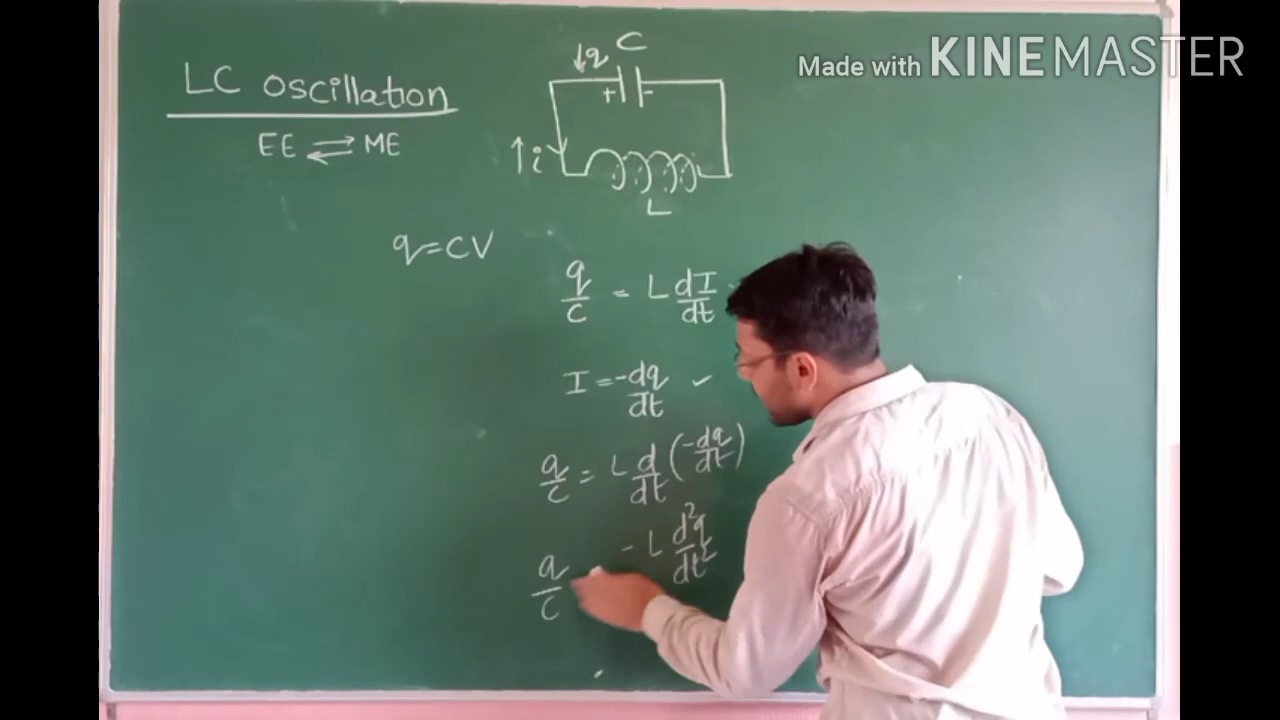 Made with KINEMASTER
LC oscillation
EE ⇌ ME
↓q C
+ -
↑i
L
q=CV
q/C = L dI/dt
I = -dq/dt ✓
q/C = L d/dt (-dq/dt)
q/C - L d²q/dt²